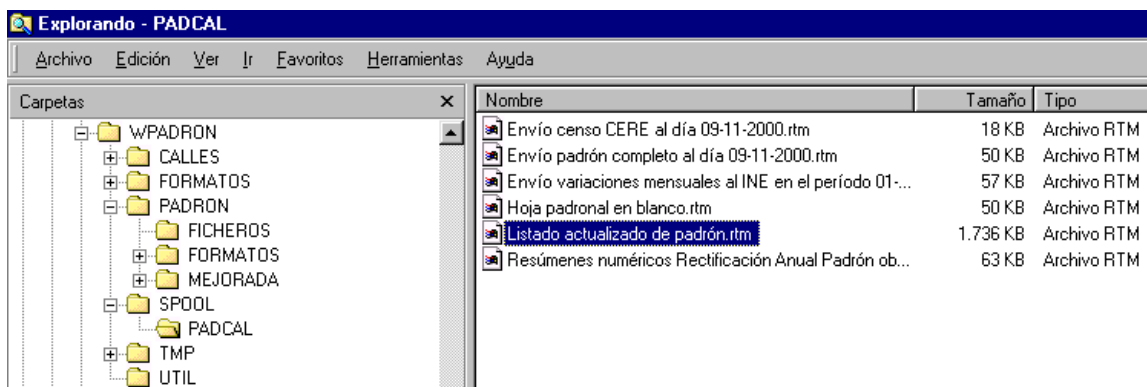 Explorando - PADCAL
Archivo Edición Ver Ir Favoritos Herramientas Ayuda
Carpetas
WPADRON
CALLES
FORMATOS
PADRON
FICHEROS
FORMATOS
MEJORADA
SPOOL
PADCAL
TMP
UTIL
Nombre Tamaño Tipo
Envío censo CERE al día 09-11-2000.rtm 18 KB Archivo RTM
Envío padrón completo al día 09-11-2000.rtm 50 KB Archivo RTM
Envío variaciones mensuales al INE en el período 01-... 57 KB Archivo RTM
Hoja padronal en blanco.rtm 50 KB Archivo RTM
Listado actualizado de padrón.rtm 1.736 KB Archivo RTM
Resúmenes numéricos Rectificación Anual Padrón ob... 63 KB Archivo RTM